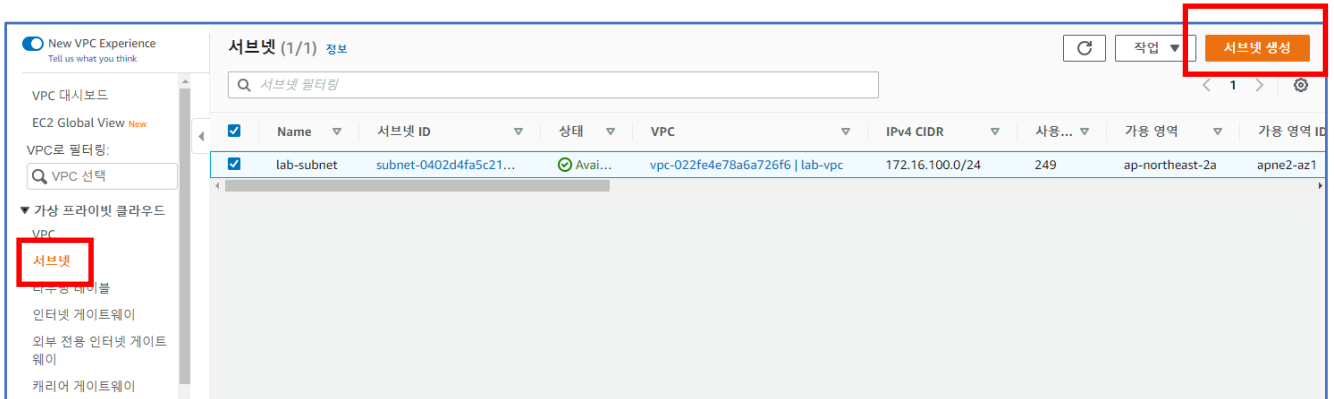 New VPC Experience
Tell us what you think
VPC 대시보드
EC2 Global View New
VPC로 필터링:
VPC 선택
가상 프라이빗 클라우드
VPC
서브넷
라우팅 테이블
인터넷 게이트웨이
외부 전용 인터넷 게이트
웨이
캐리어 게이트웨이
서브넷 (1/1) 정보
작업
서브넷 생성
서브넷 필터링
1
Name 서브넷 ID 상태 VPC IPv4 CIDR 사용... 가용 영역 가용 영역 ID
lab-subnet subnet-0402d4fa5c21... Avai... vpc-022fe4e78a6a726f6 | lab-vpc 172.16.100.0/24 249 ap-northeast-2a apne2-az1